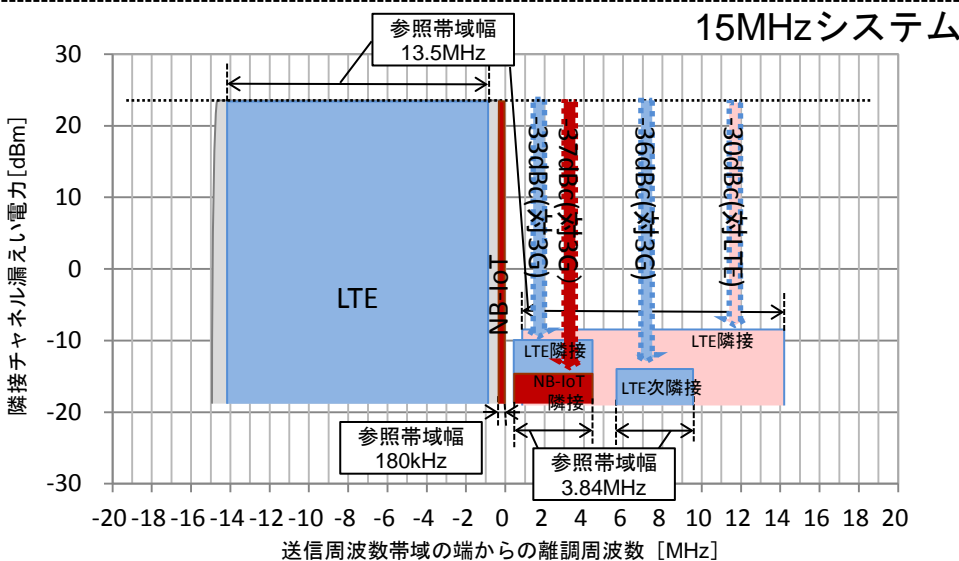 15MHzシステム
参照帯域幅
13.5MHz
30
20
10
0
-10
-20
-30
隣接チャネル漏えい電力[dBm]
LTE
NB-IoT
-33dBc(対3G)
-37dBc(対3G)
-36dBc(対3G)
-30dBc(対LTE)
LTE隣接
LTE隣接
NB-IoT
隣接
LTE次隣接
参照帯域幅
180kHz
参照帯域幅
3.84MHz
-20 -18 -16 -14 -12 -10 -8 -6 -4 -2 0 2 4 6 8 10 12 14 16 18 20
送信周波数帯域の端からの離調周波数［MHz］